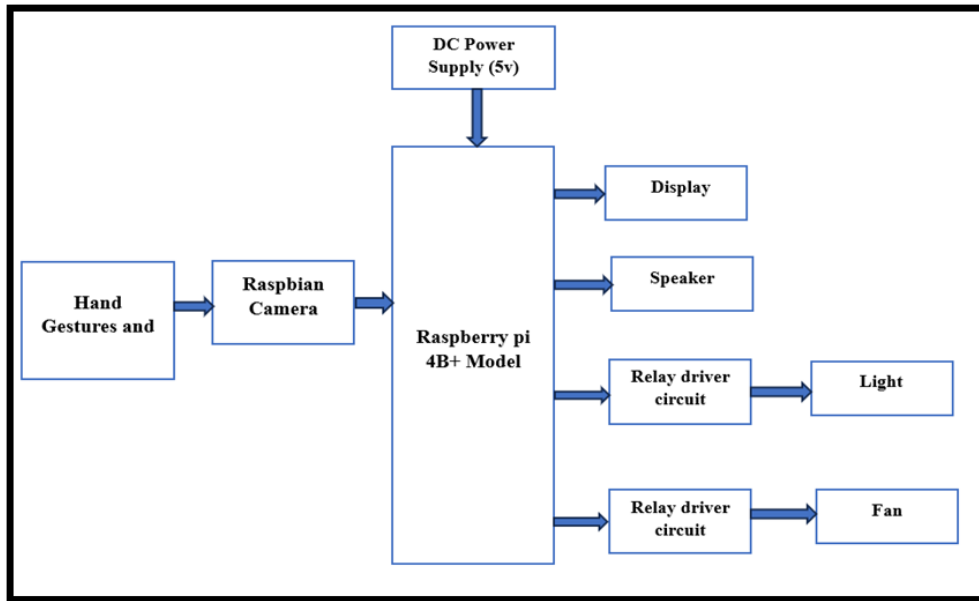 DC Power
Supply (5v)
Display
Speaker
Hand
Gestures and
Raspbian
Camera
Raspberry pi
4B+ Model
Relay driver
circuit
Light
Relay driver
circuit
Fan